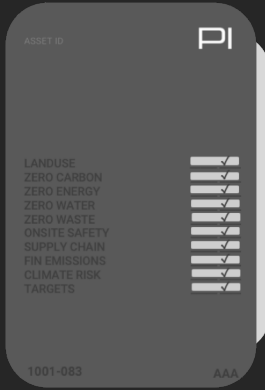 ASSET ID
PI
LANDUSE
ZERO CARBON
ZERO ENERGY
ZERO WATER
ZERO WASTE
ONSITE SAFETY
SUPPLY CHAIN
FIN EMISSIONS
CLIMATE RISK
TARGETS
1001-083
AAA